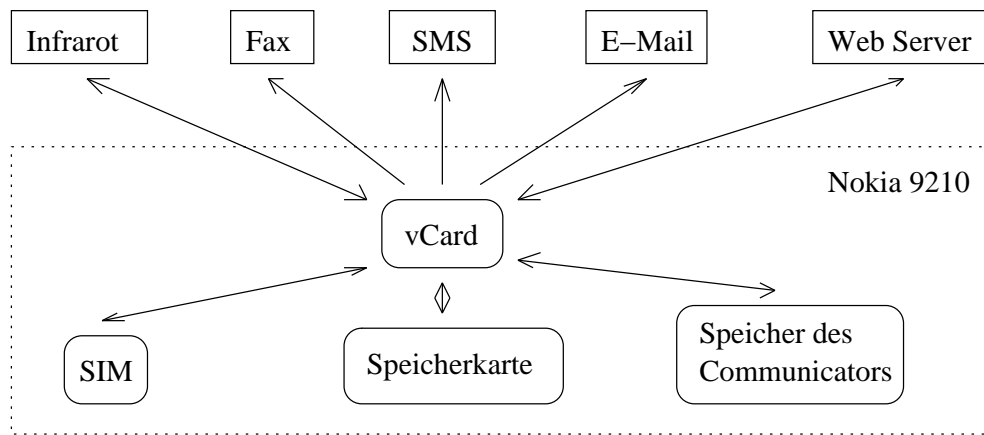 Infrarot
Fax
SMS
E–Mail
Web Server
Nokia 9210
vCard
SIM
Speicherkarte
Speicher des
Communicators